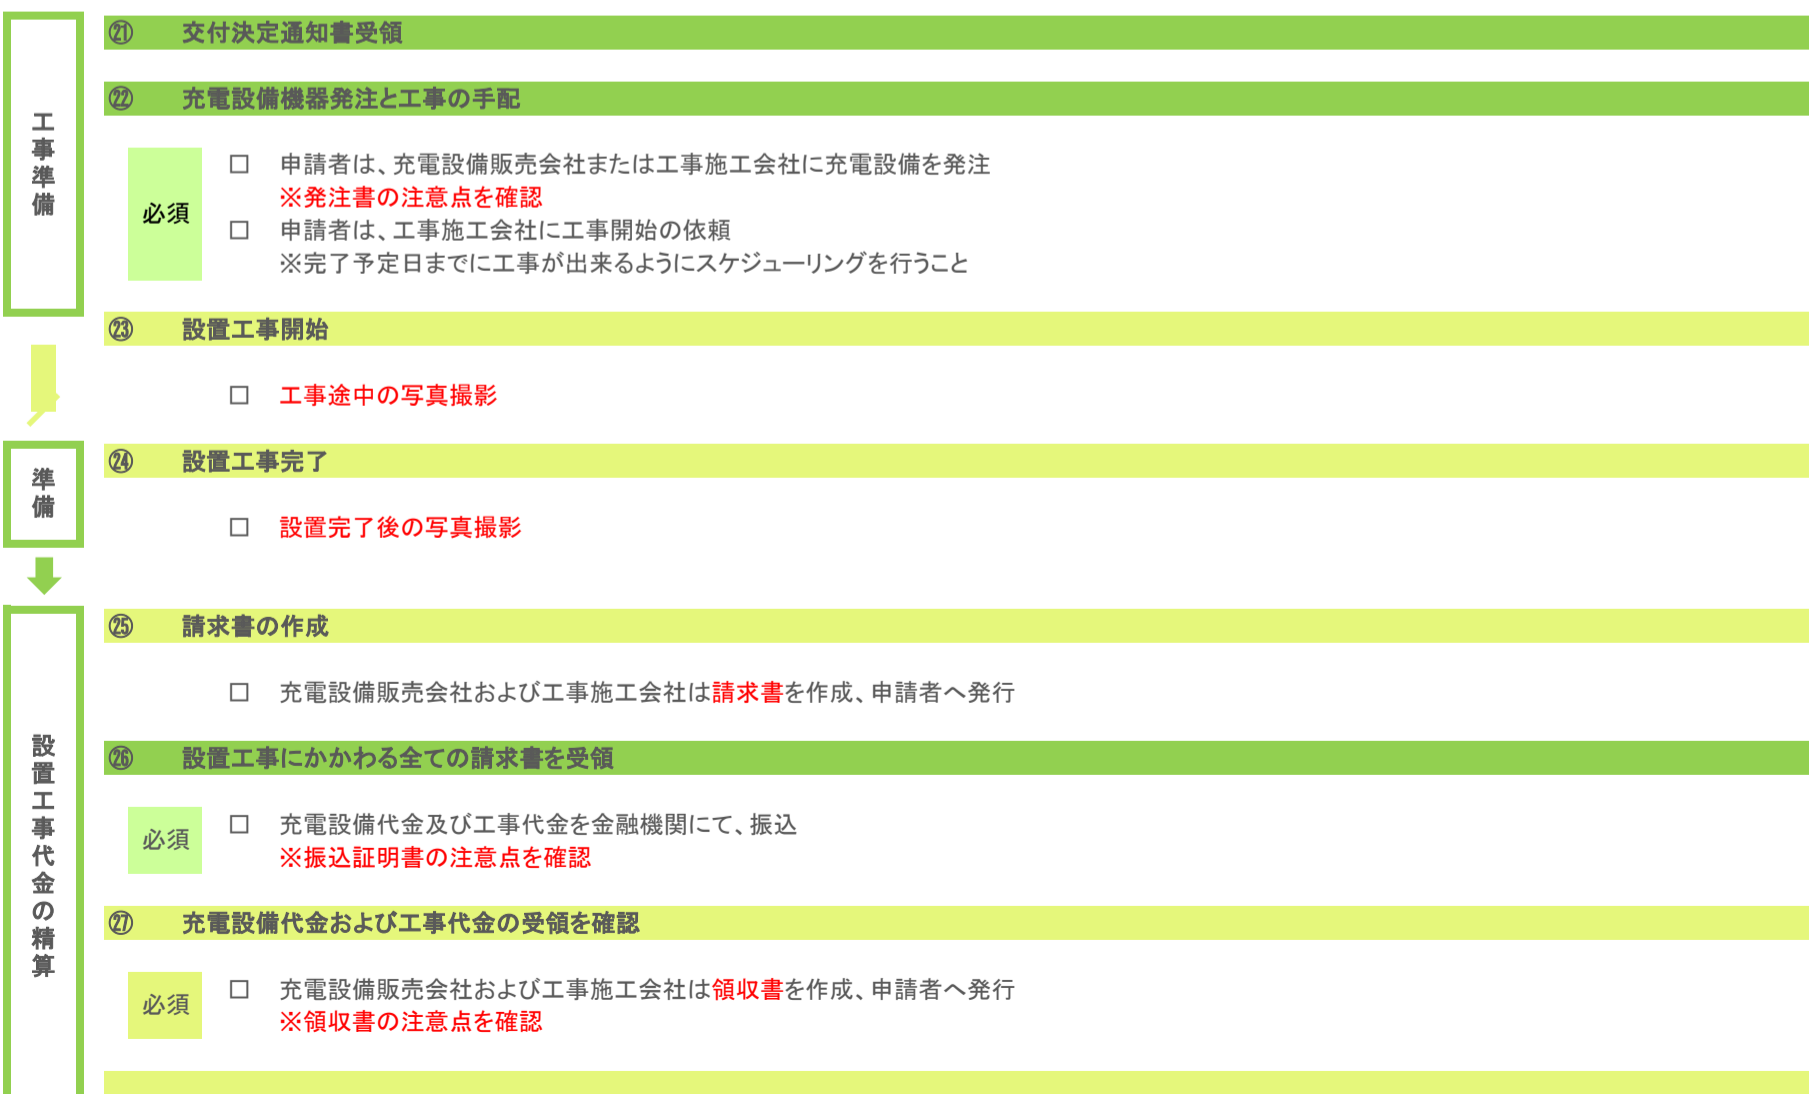 工事準備
㉑ 交付決定通知書受領
㉒ 充電設備機器発注と工事の手配
必須
□ 申請者は、充電設備販売会社または工事施工会社に充電設備を発注
※発注書の注意点を確認
□ 申請者は、工事施工会社に工事開始の依頼
※完了予定日までに工事が出来るようにスケジューリングを行うこと
㉓ 設置工事開始
□ 工事途中の写真撮影
準備
㉔ 設置工事完了
□ 設置完了後の写真撮影
設置工事代金の精算
㉕ 請求書の作成
□ 充電設備販売会社および工事施工会社は請求書を作成、申請者へ発行
㉖ 設置工事にかかわる全ての請求書を受領
必須
□ 充電設備代金及び工事代金を金融機関にて、振込
※振込証明書の注意点を確認
㉗ 充電設備代金および工事代金の受領を確認
必須
□ 充電設備販売会社および工事施工会社は領収書を作成、申請者へ発行
※領収書の注意点を確認